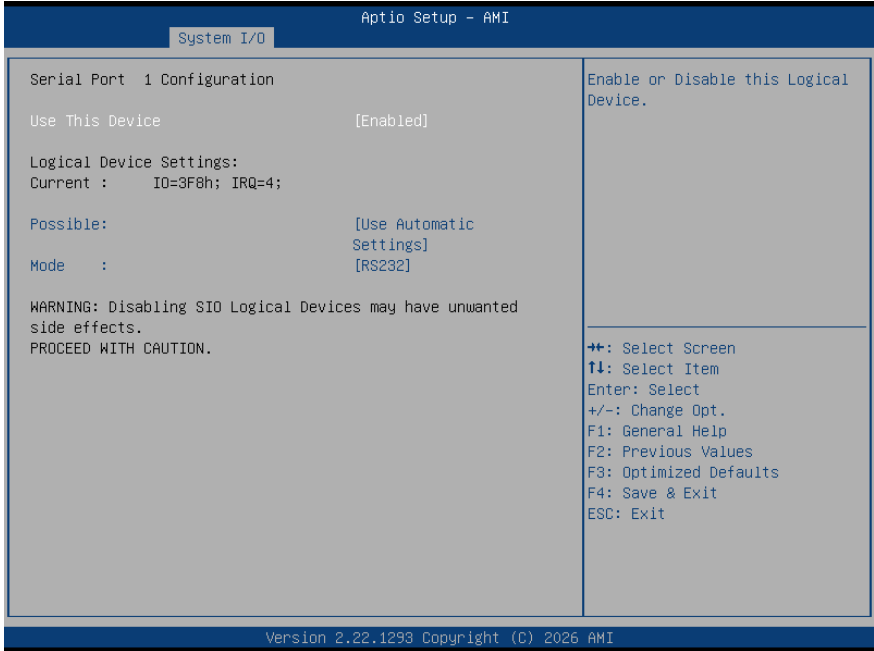 Aptio Setup – AMI
System I/O
Serial Port  1 Configuration
Use This Device [Enabled]
Logical Device Settings:
Current :     IO=3F8h; IRQ=4;
Possible: [Use Automatic
Settings]
Mode    : [RS232]
WARNING: Disabling SIO Logical Devices may have unwanted
side effects.
PROCEED WITH CAUTION.
Enable or Disable this Logical
Device.
→←: Select Screen
↑↓: Select Item
Enter: Select
+/-: Change Opt.
F1: General Help
F2: Previous Values
F3: Optimized Defaults
F4: Save & Exit
ESC: Exit
Version 2.22.1293 Copyright (C) 2026 AMI